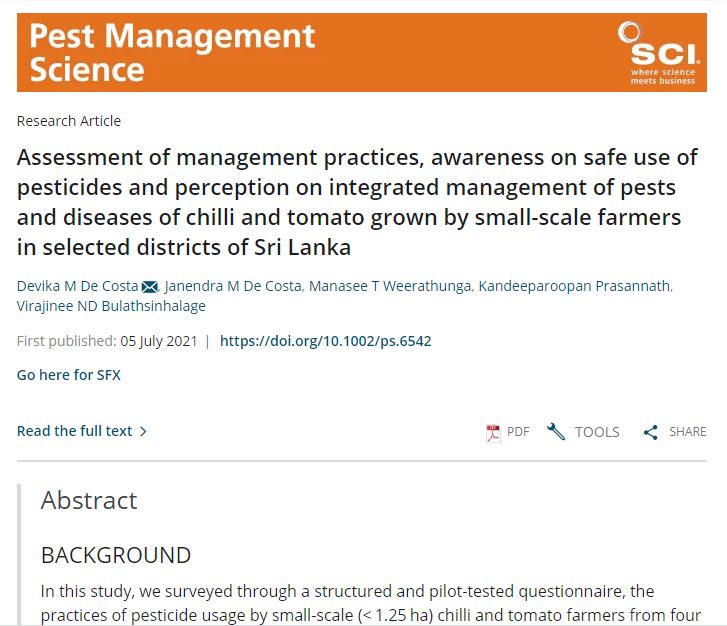 Pest Management
Science
SCI
where science
meets business
Research Article
Assessment of management practices, awareness on safe use of
pesticides and perception on integrated management of pests
and diseases of chilli and tomato grown by small-scale farmers
in selected districts of Sri Lanka
Devika M De Costa, Janendra M De Costa, Manasee T Weerathunga, Kandeeparoopan Prasannath,
Virajinee ND Bulathsinhalage
First published: 05 July 2021 | https://doi.org/10.1002/ps.6542
Go here for SFX
Read the full text >
PDF TOOLS SHARE
Abstract
BACKGROUND
In this study, we surveyed through a structured and pilot-tested questionnaire, the
practices of pesticide usage by small-scale (< 1.25 ha) chilli and tomato farmers from four